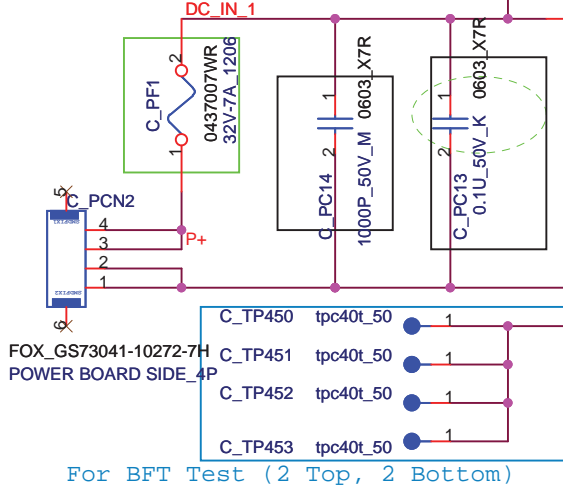 DC_IN_1
2
C_PF1
1
0437007WR
32V-7A_1206
1
2
C_PC14
1000P_50V_M
0603_X7R
1
2
C_PC13
0.1U_50V_K
0603_X7R
5
C_PCN2
4
3
2
1
6
P+
FOX_GS73041-10272-7H
POWER BOARD SIDE_4P
C_TP450 tpc40t_50 1
C_TP451 tpc40t_50 1
C_TP452 tpc40t_50 1
C_TP453 tpc40t_50 1
For BFT Test (2 Top, 2 Bottom)